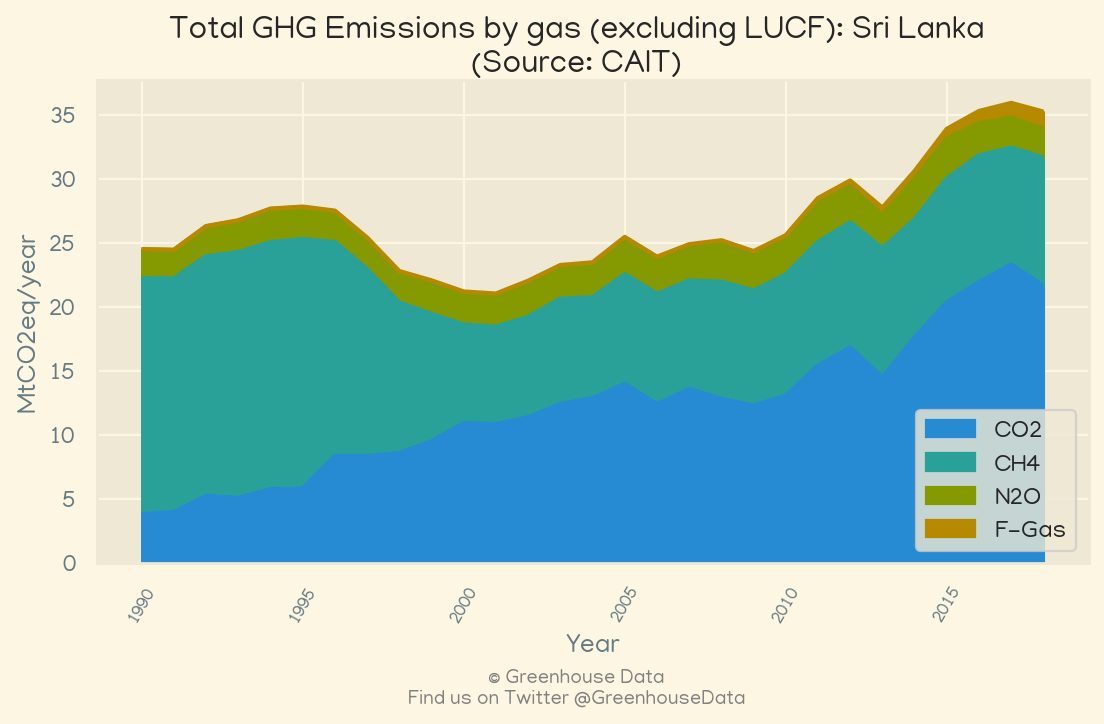 Total GHG Emissions by gas (excluding LUCF): Sri Lanka
(Source: CAIT)
35
30
25
20
15
10
5
0
MtCO2eq/year
CO2
CH4
N2O
F-Gas
1990
1995
2000
2005
2010
2015
Year
© Greenhouse Data
Find us on Twitter @GreenhouseData